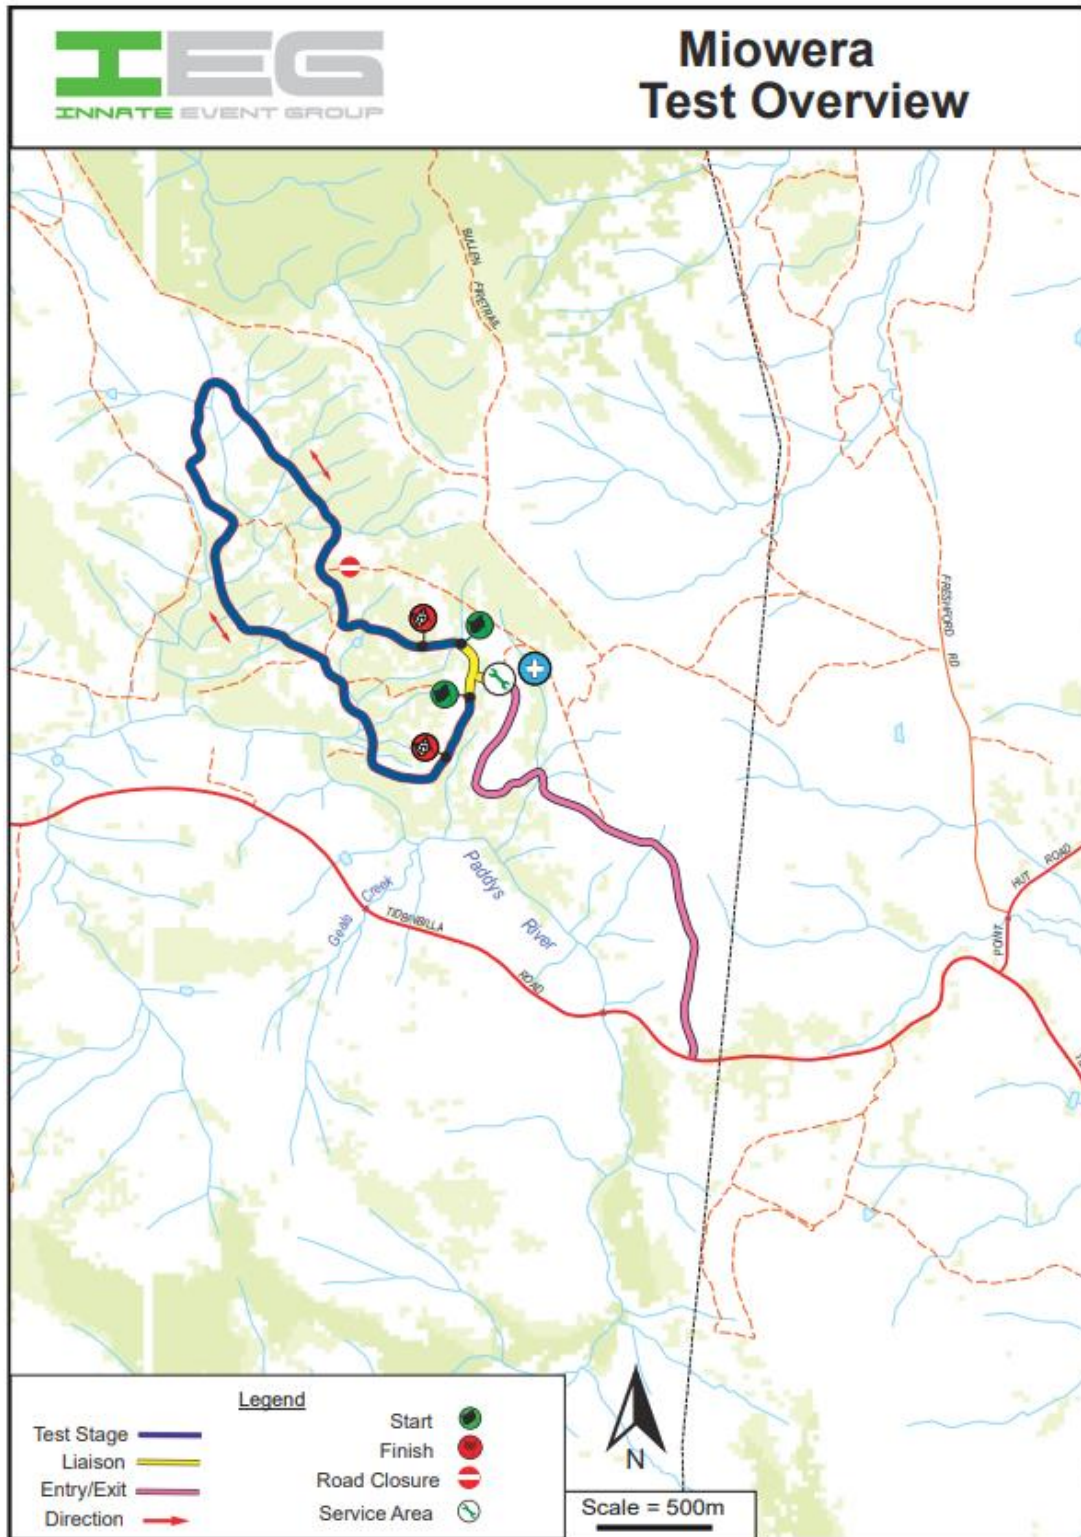 IEG
INNATE EVENT GROUP
Miowera
Test Overview
BULLEN
FIRETRAIL
FRESHFORD RD
Paddys
River
Creek
TIDBINBILLA
ROAD
HUT
ROAD
POINT
Legend
Test Stage
Liaison
Entry/Exit
Direction
Start
Finish
Road Closure
Service Area
N
Scale = 500m